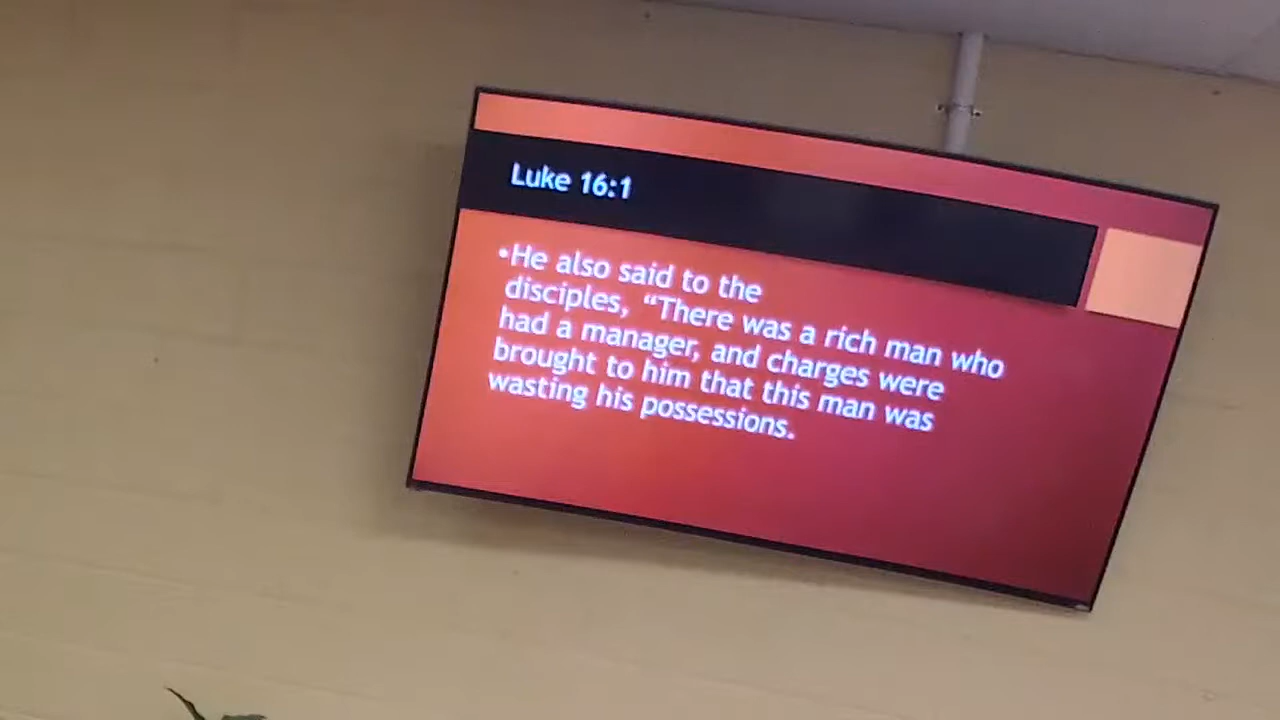 Luke 16:1
•He also said to the
disciples, “There was a rich man who
had a manager, and charges were
brought to him that this man was
wasting his possessions.